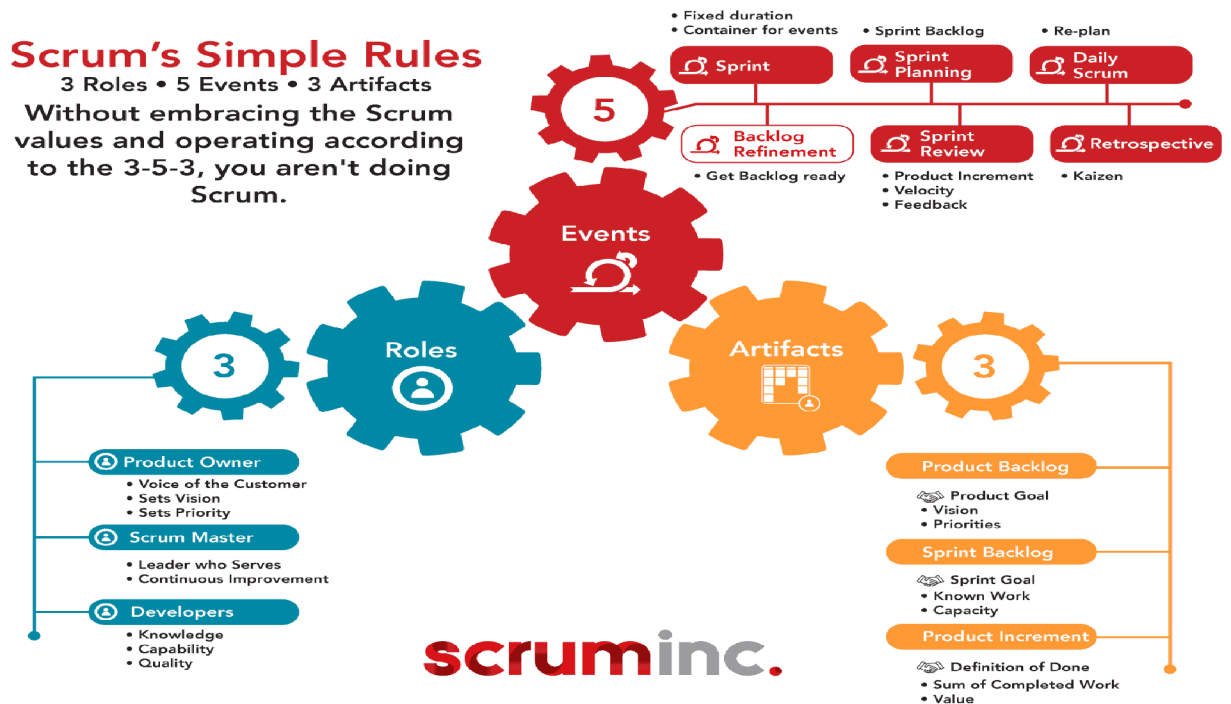 Scrum's Simple Rules
3 Roles • 5 Events • 3 Artifacts
Without embracing the Scrum
values and operating according
to the 3-5-3, you aren't doing
Scrum.
5
• Fixed duration
• Container for events
Sprint
• Sprint Backlog
Sprint
Planning
• Re-plan
Daily
Scrum
Backlog
Refinement
• Get Backlog ready
Sprint
Review
• Product Increment
• Velocity
• Feedback
Retrospective
• Kaizen
Events
Roles
Artifacts
3
Product Owner
• Voice of the Customer
• Sets Vision
• Sets Priority
Scrum Master
• Leader who Serves
• Continuous Improvement
Developers
• Knowledge
• Capability
• Quality
3
Product Backlog
Product Goal
• Vision
• Priorities
Sprint Backlog
Sprint Goal
• Known Work
• Capacity
Product Increment
Definition of Done
• Sum of Completed Work
• Value
scruminc.